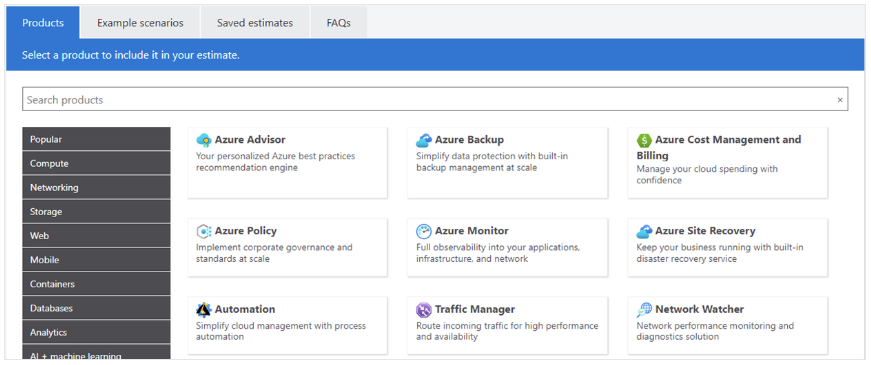 Products
Example scenarios
Saved estimates
FAQs
Select a product to include it in your estimate.
Search products
×
Popular
Compute
Networking
Storage
Web
Mobile
Containers
Databases
Analytics
AI + machine learning
Azure Advisor
Your personalized Azure best practices
recommendation engine
Azure Backup
Simplify data protection with built-in
backup management at scale
Azure Cost Management and
Billing
Manage your cloud spending with
confidence
Azure Policy
Implement corporate governance and
standards at scale
Azure Monitor
Full observability into your applications,
infrastructure, and network
Azure Site Recovery
Keep your business running with built-in
disaster recovery service
Automation
Simplify cloud management with process
automation
Traffic Manager
Route incoming traffic for high performance
and availability
Network Watcher
Network performance monitoring and
diagnostics solution